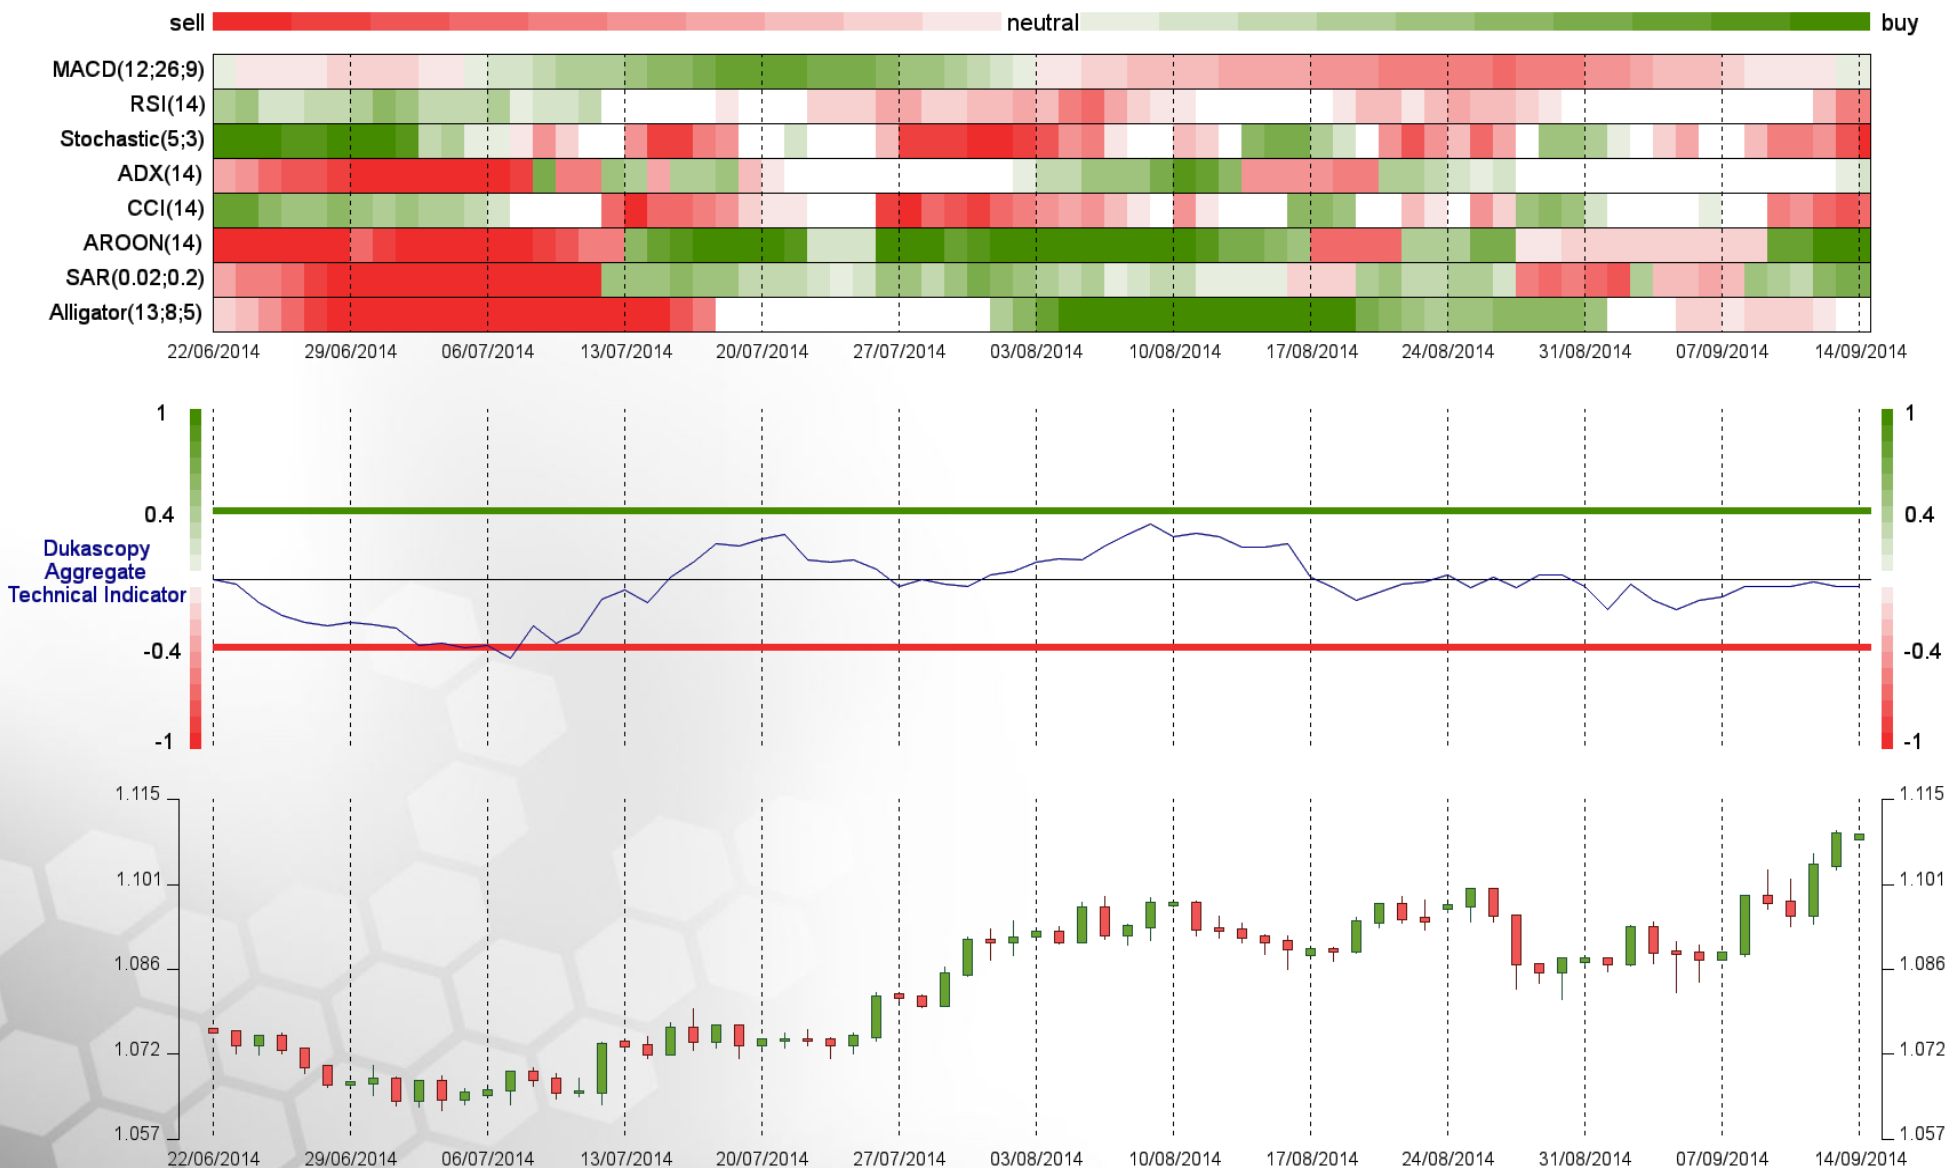 sell neutral buy
MACD(12;26;9)
RSI(14)
Stochastic(5;3)
ADX(14)
CCI(14)
AROON(14)
SAR(0.02;0.2)
Alligator(13;8;5)
22/06/2014 29/06/2014 06/07/2014 13/07/2014 20/07/2014 27/07/2014 03/08/2014 10/08/2014 17/08/2014 24/08/2014 31/08/2014 07/09/2014 14/09/2014
1 1
0.4 0.4
Dukascopy
Aggregate
Technical Indicator
-0.4 -0.4
-1 -1
1.115 1.115
1.101 1.101
1.086 1.086
1.072 1.072
1.057 1.057
22/06/2014 29/06/2014 06/07/2014 13/07/2014 20/07/2014 27/07/2014 03/08/2014 10/08/2014 17/08/2014 24/08/2014 31/08/2014 07/09/2014 14/09/2014